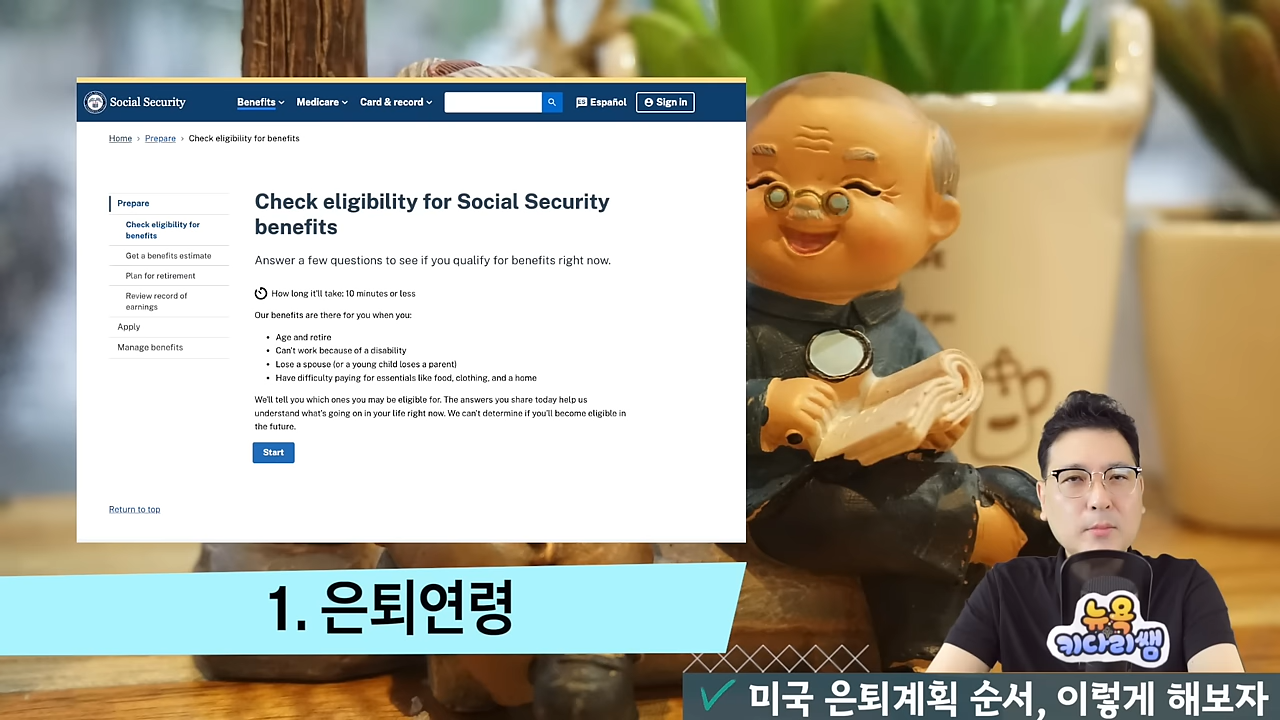 Social Security
Benefits
Medicare
Card & record
Español
Sign in
Home › Prepare › Check eligibility for benefits
Prepare
Check eligibility for
benefits
Get a benefits estimate
Plan for retirement
Review record of
earnings
Apply
Manage benefits
Check eligibility for Social Security
benefits
Answer a few questions to see if you qualify for benefits right now.
How long it'll take: 10 minutes or less
Our benefits are there for you when you:
• Age and retire
• Can't work because of a disability
• Lose a spouse (or a young child loses a parent)
• Have difficulty paying for essentials like food, clothing, and a home
We'll tell you which ones you may be eligible for. The answers you share today help us
understand what's going on in your life right now. We can't determine if you'll become eligible in
the future.
Start
Return to top
1. 은퇴연령
뉴욕
키다리쌤
미국 은퇴계획 순서, 이렇게 해보자